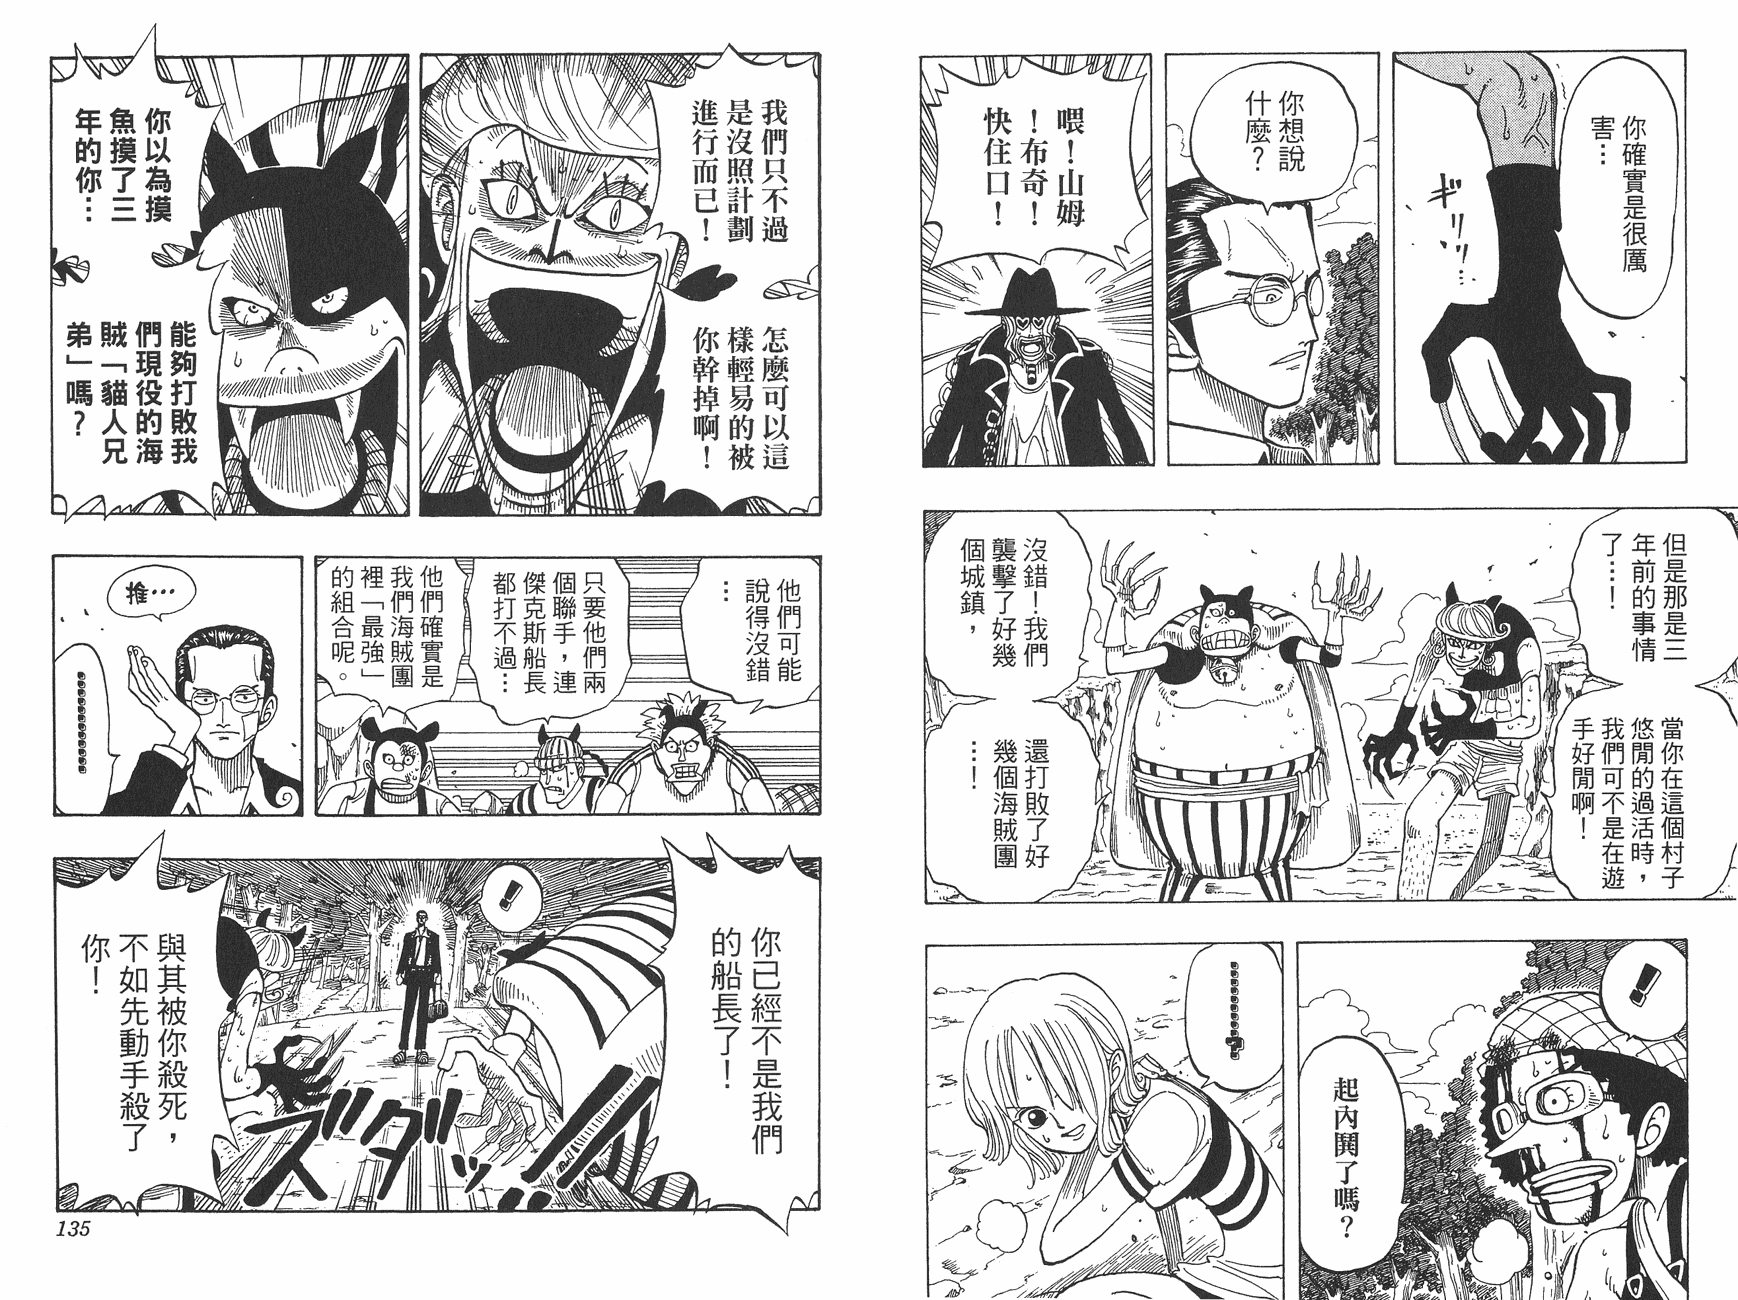 你確實是很厲
害…
ギリリ…
你想說
什麼?
喂!山姆
!布奇!
快住口!
但是那是三
年前的事情
了…!
當你在這個村子
悠閒的過活時,
我們可不是在遊
手好閒啊!
沒錯!我們
襲擊了好幾
個城鎮,
還打敗了好
幾個海賊團
…!
!
起內鬨了嗎?
…………?
我們只不過
是沒照計劃
進行而已!
怎麼可以這
樣輕易的被
你幹掉啊!
你以為摸
魚摸了三
年的你…
能夠打敗我
們現役的海
賊「貓人兄
弟」嗎?
他們可能
說得沒錯
…
只要他們兩
個聯手,連
傑克斯船長
都打不過…
他們確實是
我們海賊團
裡「最強」
的組合呢。
推…
…………
你已經不是我們
的船長了!
!
ズダッ!!
與其被你殺死,
不如先動手殺了
你!
135